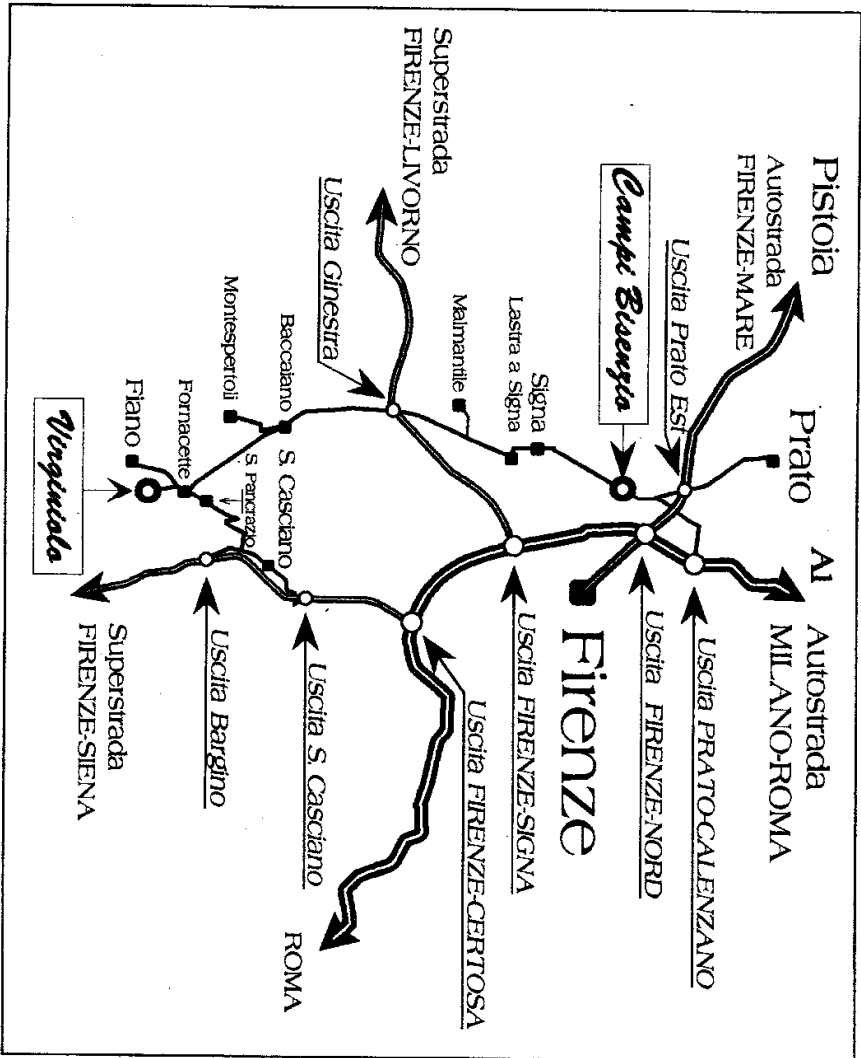 Pistoia
Autostrada
FIRENZE-MARE
Prato
A1
Autostrada
MILANO-ROMA
Uscita Prato Est
Uscita PRATO-CALENZANO
Campi Bisenzio
Uscita FIRENZE-NORD
Firenze
Signa
Lastra a Signa
Uscita FIRENZE-SIGNA
Malmantile
Superstrada
FIRENZE-LIVORNO
Uscita FIRENZE-CERTOSA
Uscita Ginestra
ROMA
Uscita S. Casciano
Baccaiano
S. Casciano
Montespertoli
S. Pancrazio
Uscita Bargino
Fornacette
Fiano
Virginiolo
Superstrada
FIRENZE-SIENA